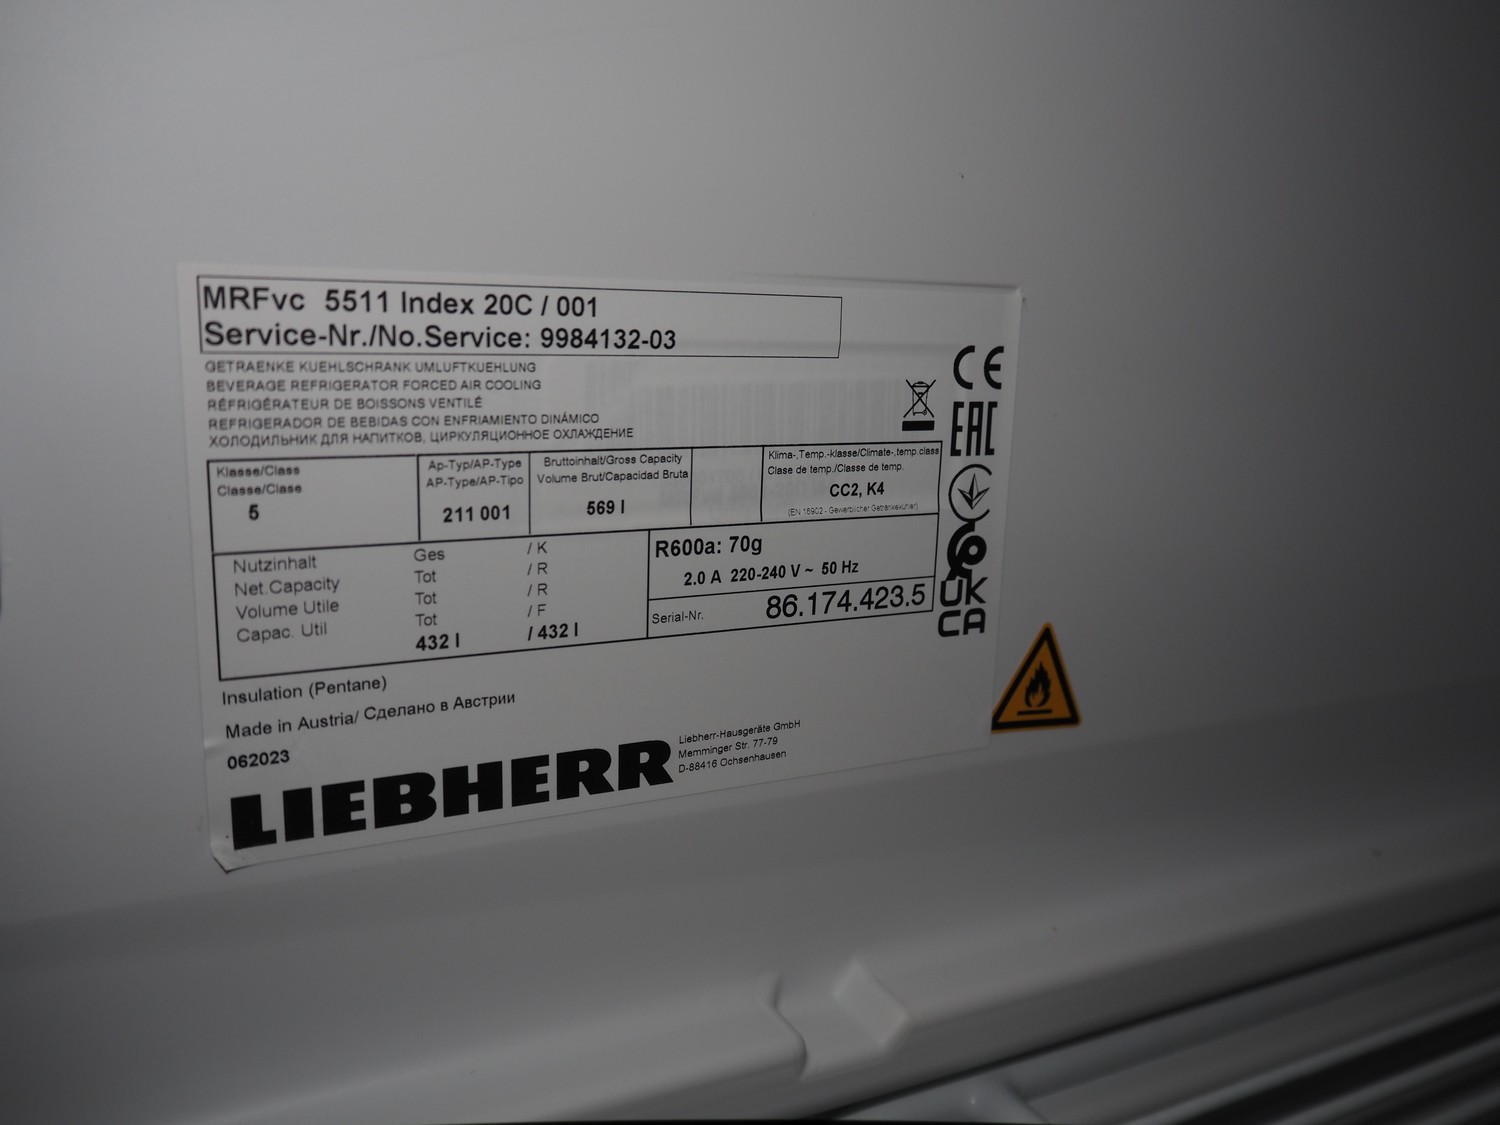 MRFvc 5511 Index 20C / 001
Service-Nr./No.Service: 9984132-03
GETRAENKE KUEHLSCHRANK UMLUFTKUEHLUNG
BEVERAGE REFRIGERATOR FORCED AIR COOLING
RÉFRIGÉRATEUR DE BOISSONS VENTILÉ
REFRIGERADOR DE BEBIDAS CON ENFRIAMIENTO DINÁMICO
ХОЛОДИЛЬНИК ДЛЯ НАПИТКОВ, ЦИРКУЛЯЦИОННОЕ ОХЛАЖДЕНИЕ
CE
EAC
Klasse/Class
Classe/Clase
5
Ap-Typ/AP-Type
AP-Type/AP-Tipo
211 001
Bruttoinhalt/Gross Capacity
Volume Brut/Capacidad Bruta
569 l
Klima-,Temp.-klasse/Climate-,temp.class
Clase de temp./Classe de temp.
CC2, K4
(EN 16902 - Gewerblicher Getränkekühler)
Nutzinhalt Ges / K
Net.Capacity Tot / R
Volume Utile Tot / R
Capac. Util Tot / F
432 l / 432 l
R600a: 70g
2.0 A 220-240 V ~ 50 Hz
Serial-Nr. 86.174.423.5
UK
CA
Insulation (Pentane)
Made in Austria/ Сделано в Австрии
062023
LIEBHERR
Liebherr-Hausgeräte GmbH
Memminger Str. 77-79
D-88416 Ochsenhausen